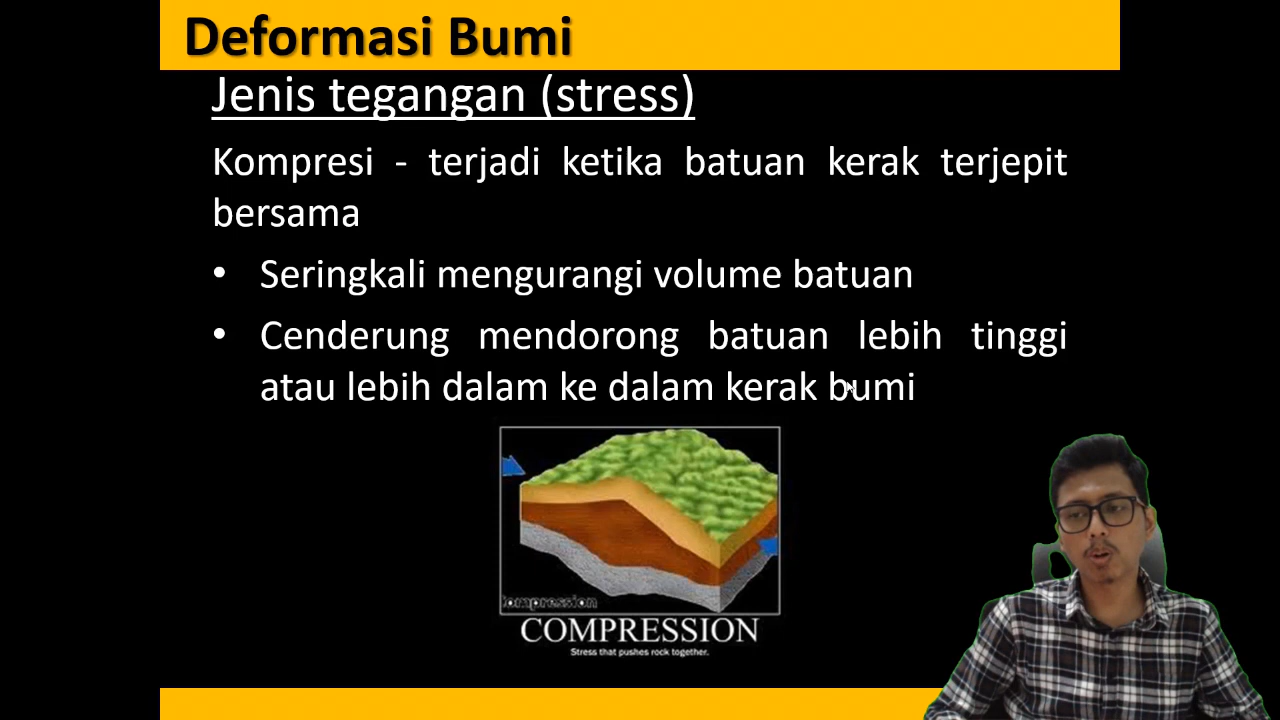 Deformasi Bumi
Jenis tegangan (stress)
Kompresi - terjadi ketika batuan kerak terjepit
bersama
• Seringkali mengurangi volume batuan
• Cenderung mendorong batuan lebih tinggi
atau lebih dalam ke dalam kerak bumi
compression
COMPRESSION
Stress that pushes rock together.